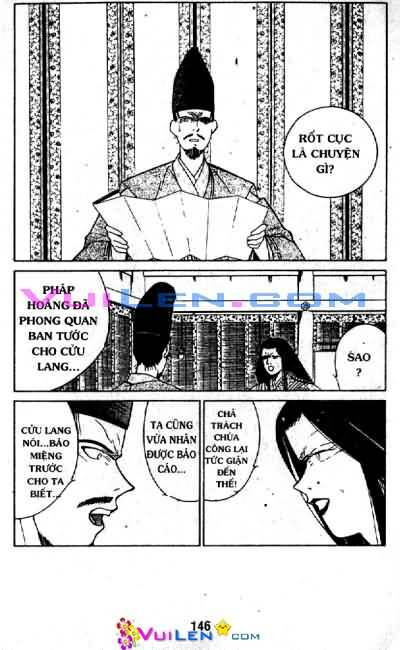 RỐT CỤC
LÀ CHUYỆN
GÌ?
PHÁP
HOÀNG ĐÃ
PHONG QUAN
BAN TƯỚC
CHO CỬU
LANG...
VUILEN.COM
SAO
?
CỬU LANG
NÓI...BẢO
MIỆNG TRƯỚC
CHO TA
BIẾT...
TA CŨNG
VỪA NHẬN
ĐƯỢC BÁO
CÁO...
CHẢ
TRÁCH
CHÚA
CÔNG LẠI
TỨC GIẬN
ĐẾN
THẾ!
146
VUILEN.COM